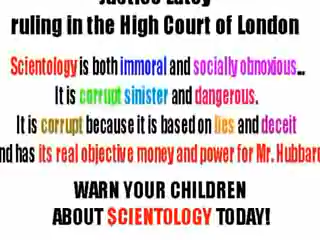 Justice Latey
ruling in the High Court of London
Scientology is both immoral and socially obnoxious...
It is corrupt sinister and dangerous.
It is corrupt because it is based on lies and deceit
nd has its real objective money and power for Mr. Hubbard
WARN YOUR CHILDREN
ABOUT $CIENTOLOGY TODAY!